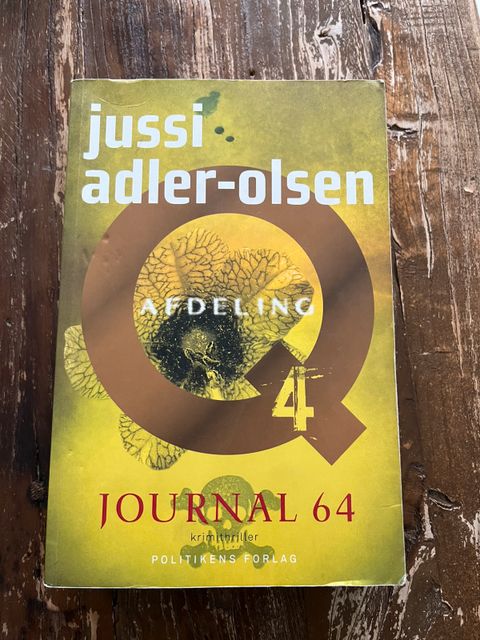 jussi
adler-olsen
Q
AFDELING
4
JOURNAL 64
krimithriller
POLITIKENS FORLAG